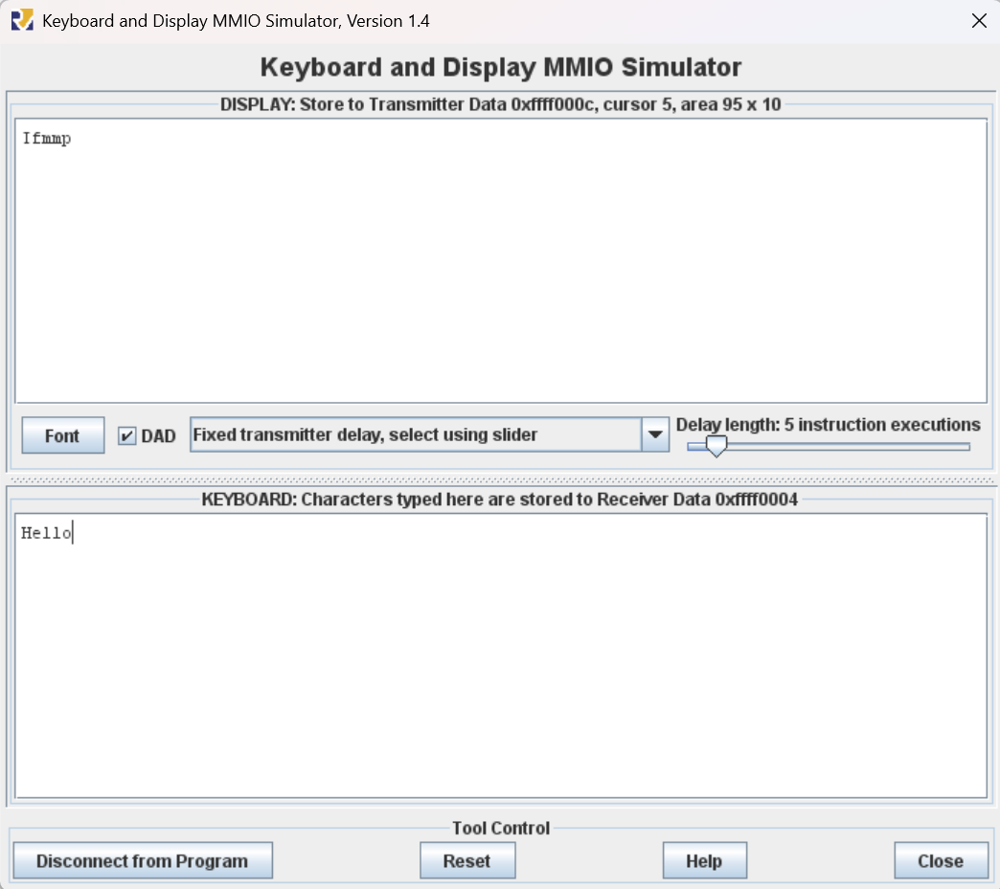 Keyboard and Display MMIO Simulator, Version 1.4
Keyboard and Display MMIO Simulator
DISPLAY: Store to Transmitter Data 0xffff000c, cursor 5, area 95 x 10
Ifmmp
Font
DAD
Fixed transmitter delay, select using slider
Delay length: 5 instruction executions
KEYBOARD: Characters typed here are stored to Receiver Data 0xffff0004
Hello
Tool Control
Disconnect from Program
Reset
Help
Close